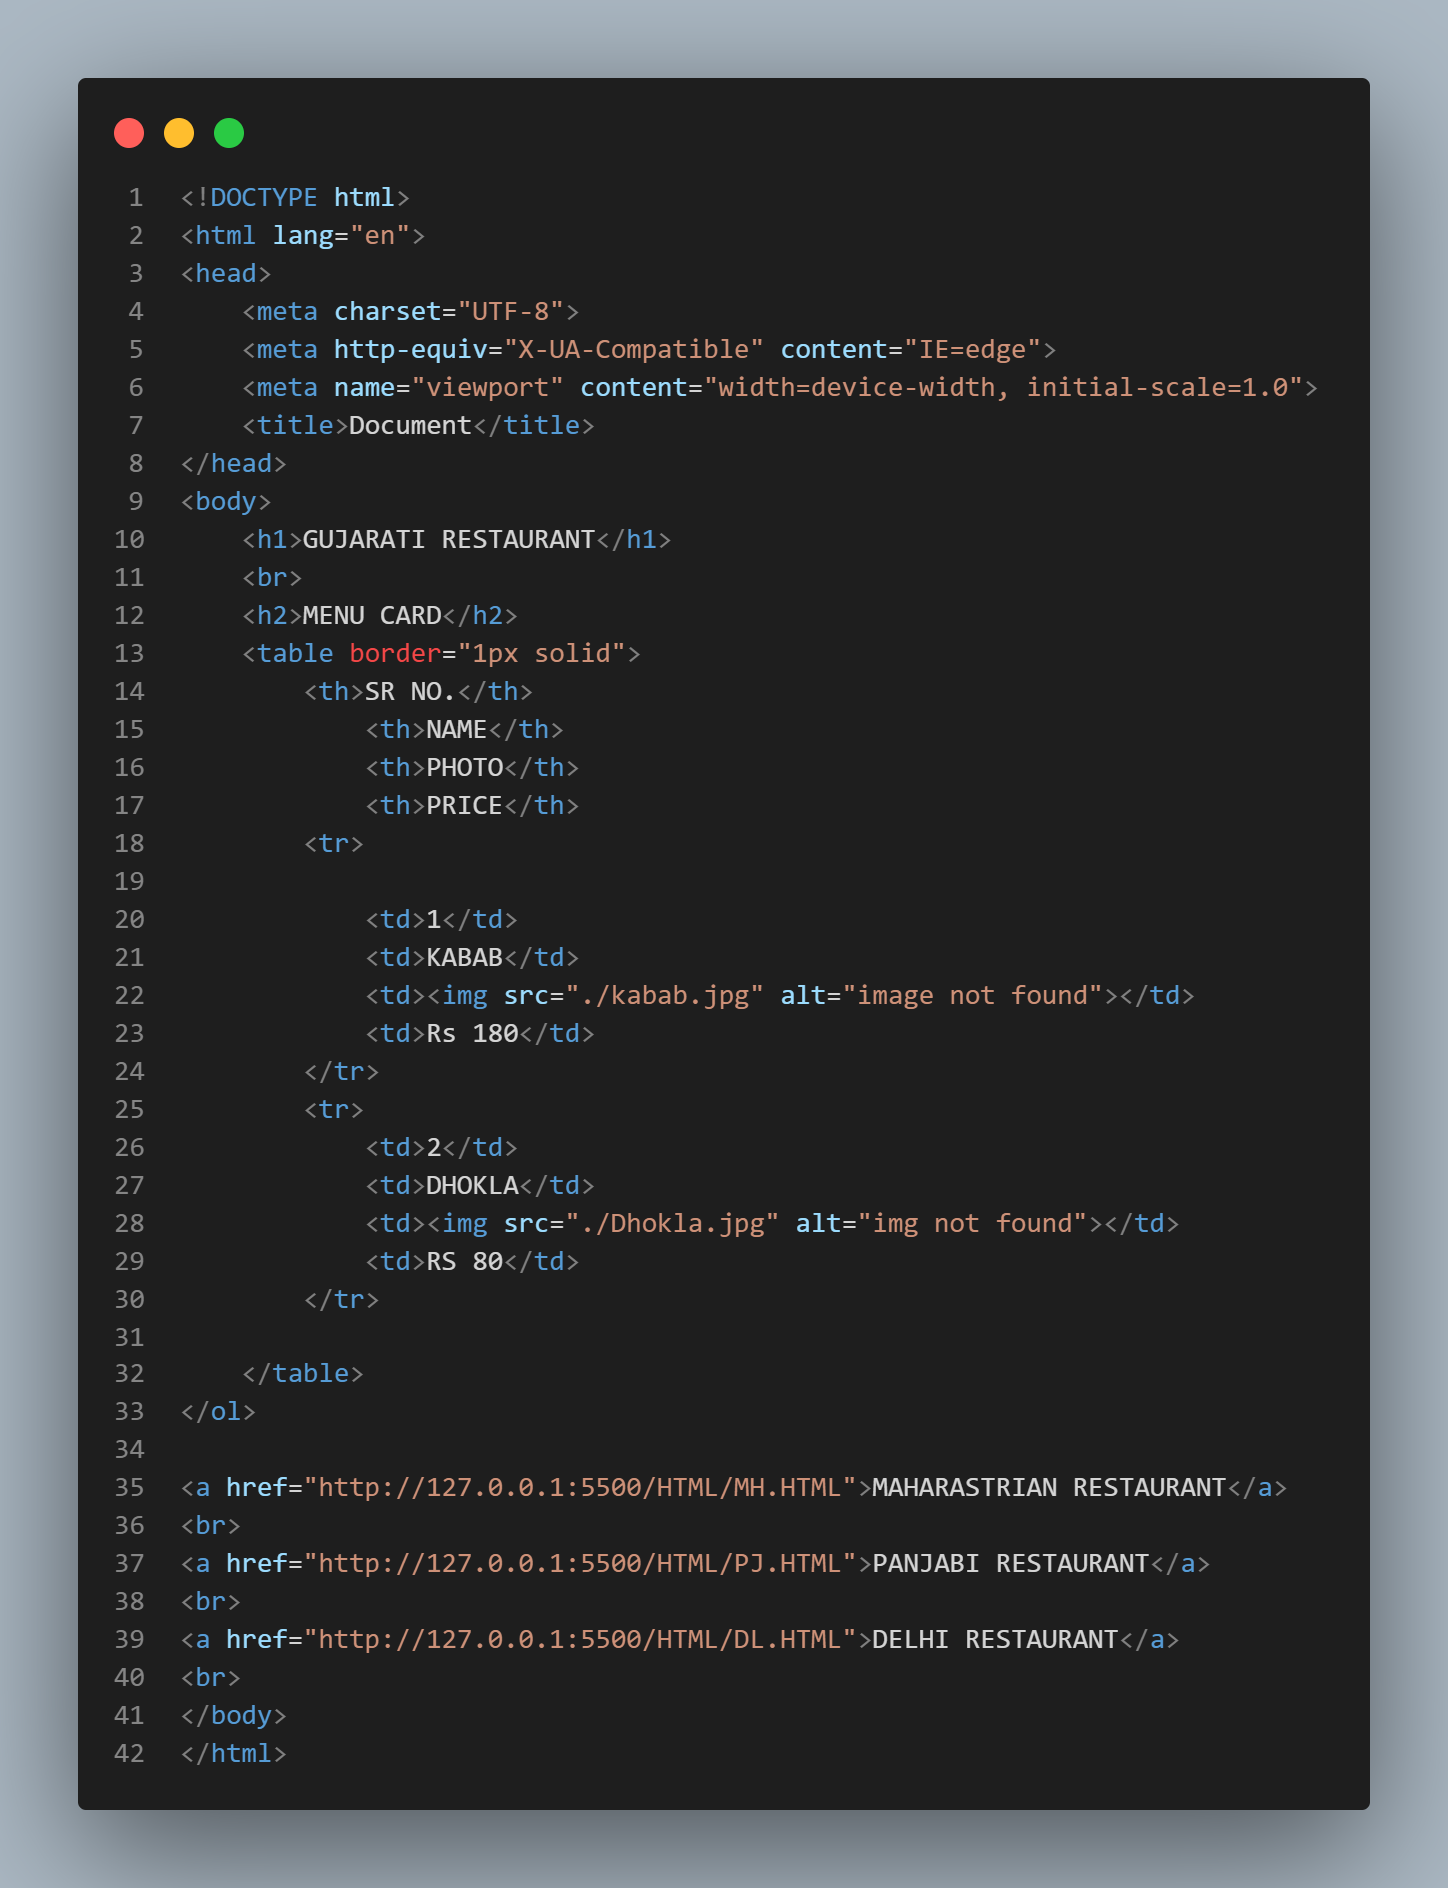 1 <!DOCTYPE html>
2 <html lang="en">
3 <head>
4     <meta charset="UTF-8">
5     <meta http-equiv="X-UA-Compatible" content="IE=edge">
6     <meta name="viewport" content="width=device-width, initial-scale=1.0">
7     <title>Document</title>
8 </head>
9 <body>
10     <h1>GUJARATI RESTAURANT</h1>
11     <br>
12     <h2>MENU CARD</h2>
13     <table border="1px solid">
14         <th>SR NO.</th>
15             <th>NAME</th>
16             <th>PHOTO</th>
17             <th>PRICE</th>
18         <tr>
19
20             <td>1</td>
21             <td>KABAB</td>
22             <td><img src="./kabab.jpg" alt="image not found"></td>
23             <td>Rs 180</td>
24         </tr>
25         <tr>
26             <td>2</td>
27             <td>DHOKLA</td>
28             <td><img src="./Dhokla.jpg" alt="img not found"></td>
29             <td>RS 80</td>
30         </tr>
31
32     </table>
33 </ol>
34
35 <a href="http://127.0.0.1:5500/HTML/MH.HTML">MAHARASTRIAN RESTAURANT</a>
36 <br>
37 <a href="http://127.0.0.1:5500/HTML/PJ.HTML">PANJABI RESTAURANT</a>
38 <br>
39 <a href="http://127.0.0.1:5500/HTML/DL.HTML">DELHI RESTAURANT</a>
40 <br>
41 </body>
42 </html>